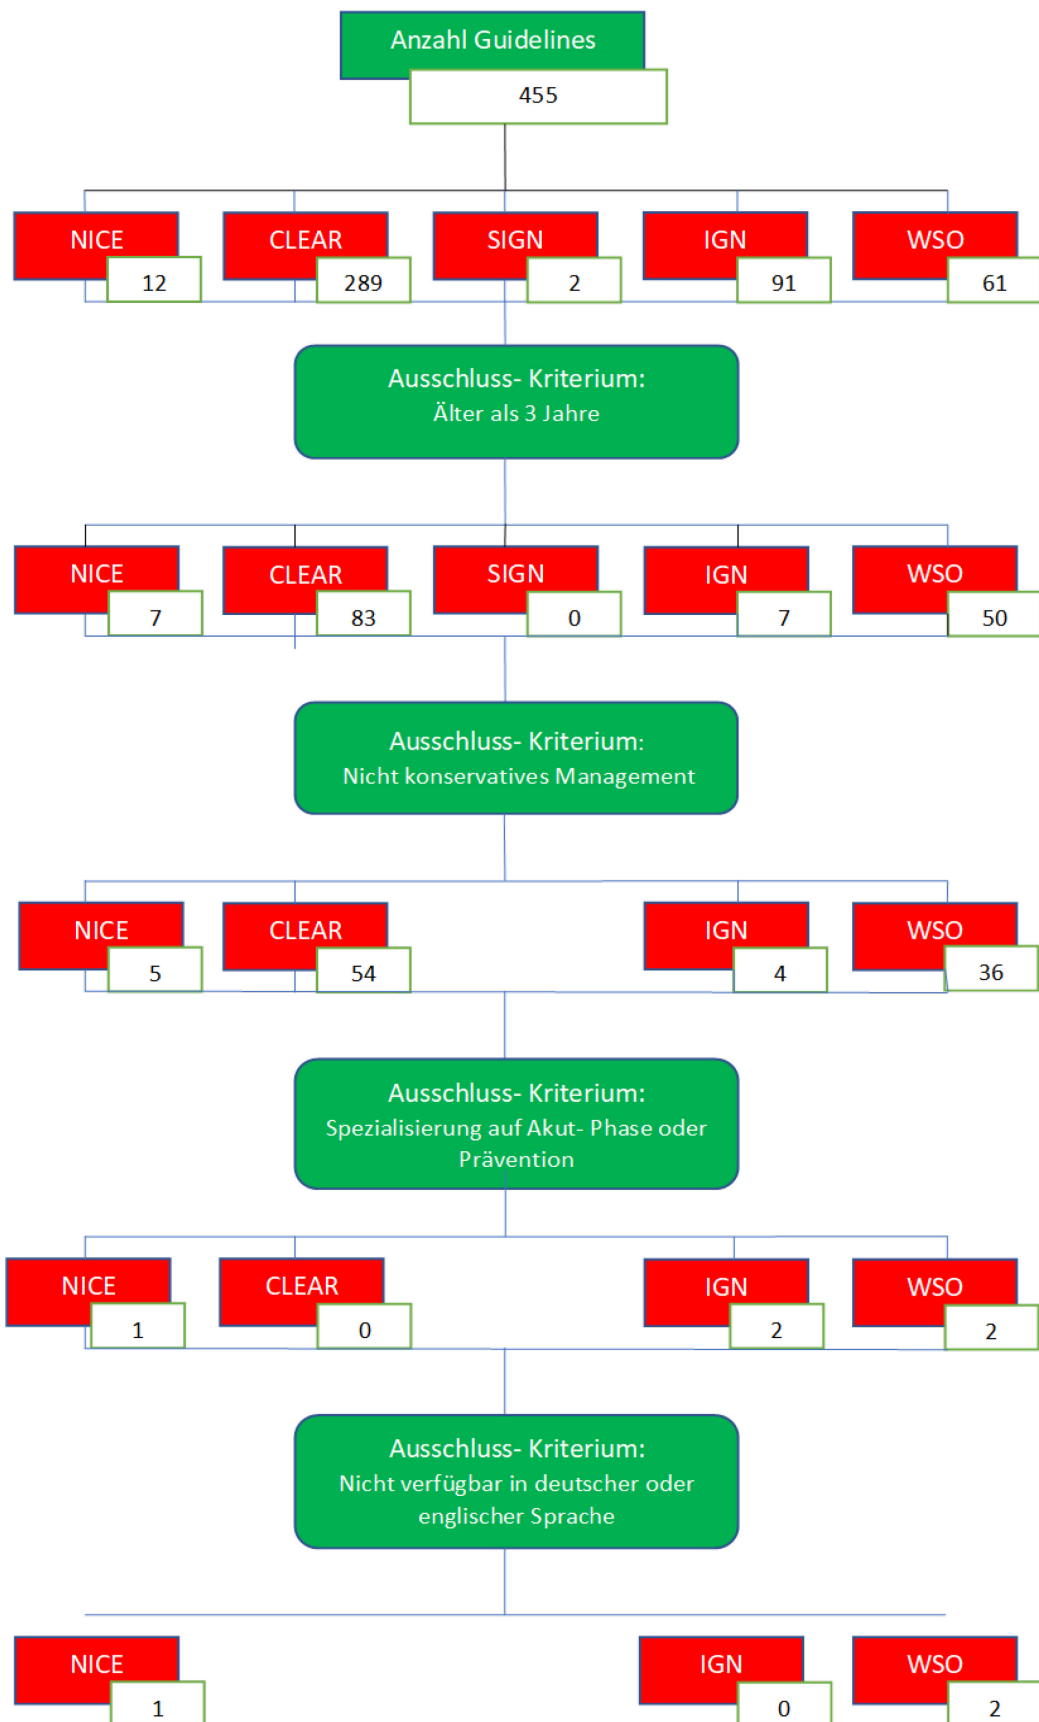 Anzahl Guidelines
455
NICE
CLEAR
SIGN
IGN
WSO
12
289
2
91
61
Ausschluss- Kriterium:
Älter als 3 Jahre
NICE
CLEAR
SIGN
IGN
WSO
7
83
0
7
50
Ausschluss- Kriterium:
Nicht konservatives Management
NICE
CLEAR
IGN
WSO
5
54
4
36
Ausschluss- Kriterium:
Spezialisierung auf Akut- Phase oder
Prävention
NICE
CLEAR
IGN
WSO
1
0
2
2
Ausschluss- Kriterium:
Nicht verfügbar in deutscher oder
englischer Sprache
NICE
IGN
WSO
1
0
2